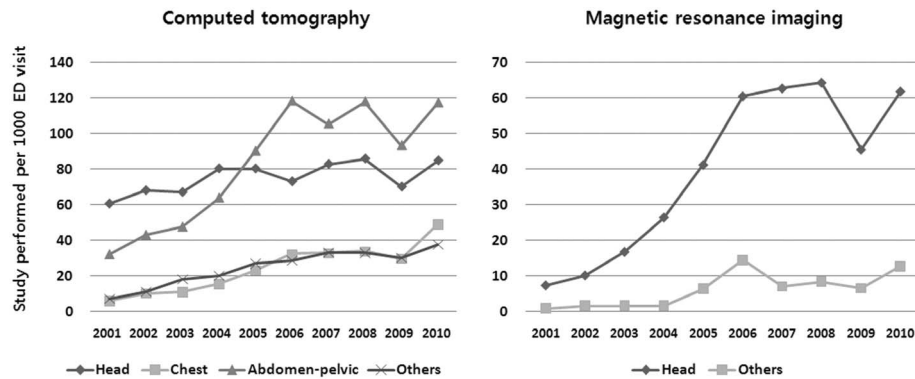 Computed tomography
Study performed per 1000 ED visit
140
120
100
80
60
40
20
0
2001 2002 2003 2004 2005 2006 2007 2008 2009 2010
Head Chest Abdomen-pelvic Others
Magnetic resonance imaging
70
60
50
40
30
20
10
0
2001 2002 2003 2004 2005 2006 2007 2008 2009 2010
Head Others